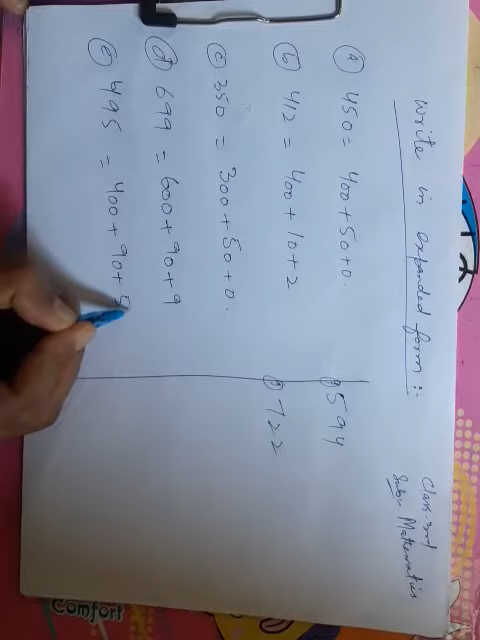 Class-2nd
Sub:- Mathematics
Write in expanded form :-
(a) 450 = 400+50+0.
(b) 412 = 400+10+2
(c) 350 = 300+50+0.
(d) 699 = 600+90+9
(e) 495 = 400+90+5
594
722
Comfort